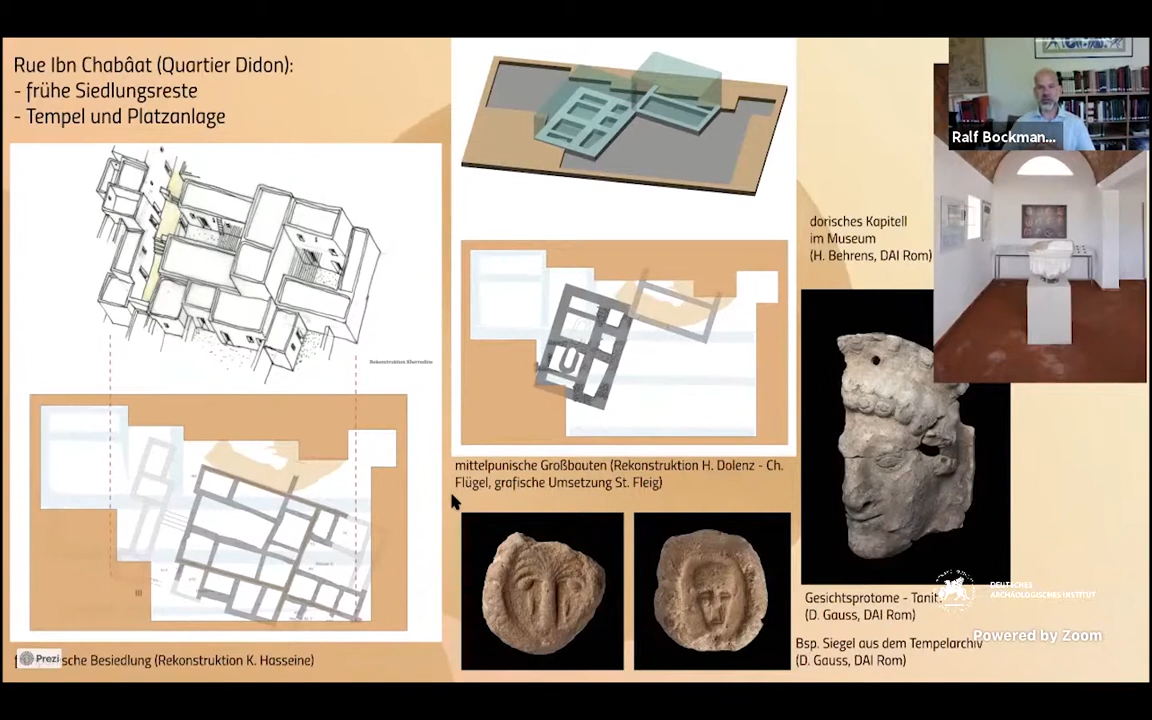 Rue Ibn Chabâat (Quartier Didon):
- frühe Siedlungsreste
- Tempel und Platzanlage
Ralf Bockman...
dorisches Kapitell
im Museum
(H. Behrens, DAI Rom)
mittelpunische Großbauten (Rekonstruktion H. Dolenz - Ch.
Flügel, grafische Umsetzung St. Fleig)
Gesichtsprotome - Tanit
(D. Gauss, DAI Rom)
DEUTSCHES
ARCHÄOLOGISCHES INSTITUT
Powered by Zoom
Bsp. Siegel aus dem Tempelarchiv
(D. Gauss, DAI Rom)
Prezi
sche Besiedlung (Rekonstruktion K. Hasseine)